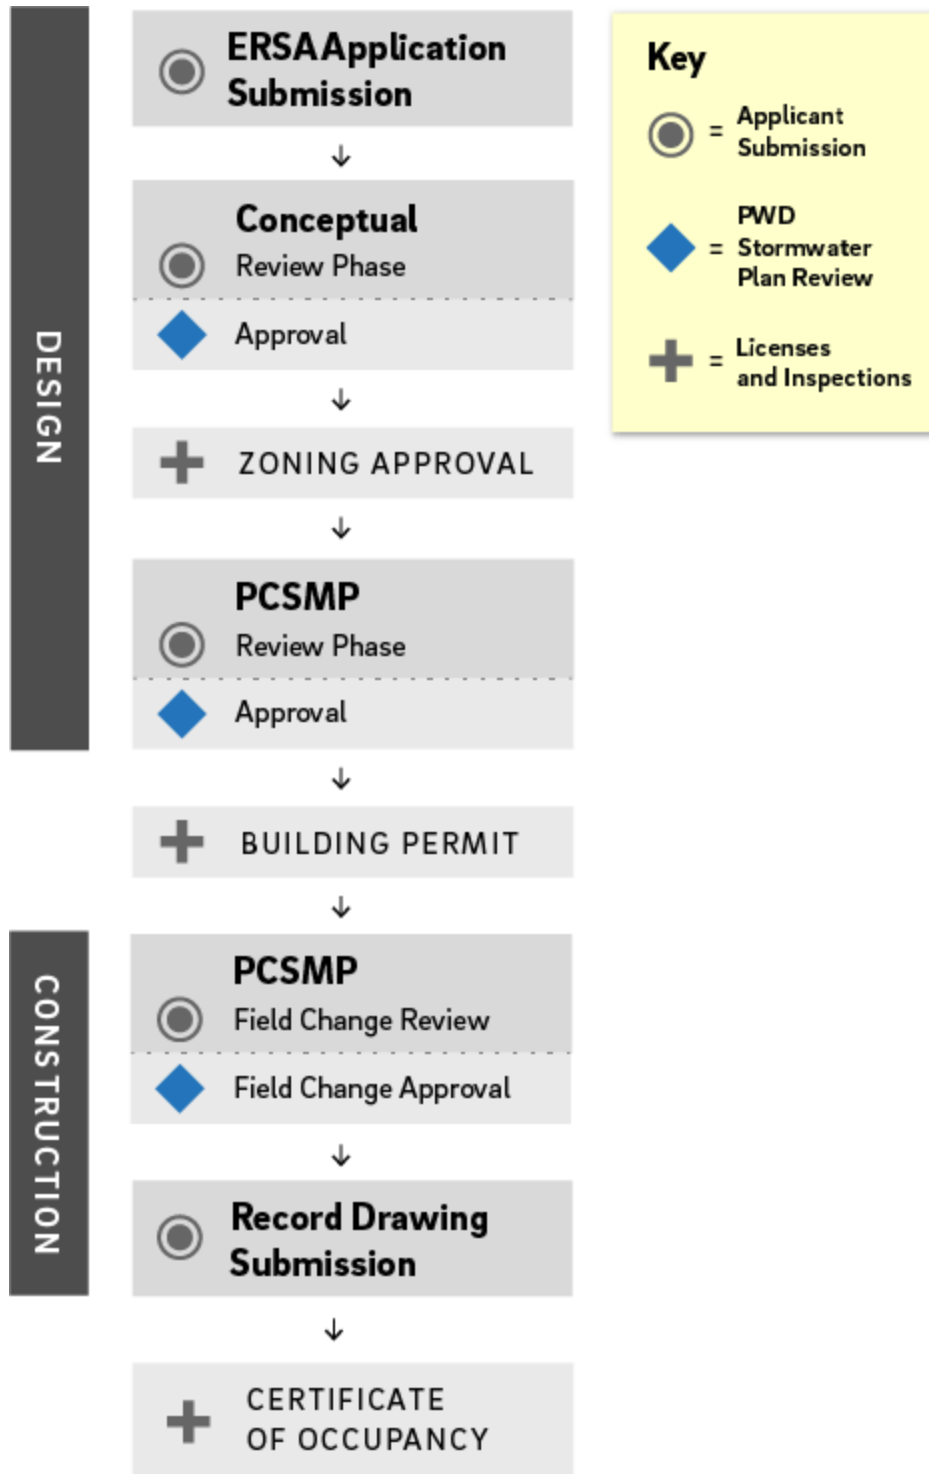 ERSA Application
Submission
Conceptual
Review Phase
Approval
ZONING APPROVAL
PCSMP
Review Phase
Approval
DESIGN
BUILDING PERMIT
PCSMP
Field Change Review
Field Change Approval
Record Drawing
Submission
CONSTRUCTION
CERTIFICATE
OF OCCUPANCY
Key
= Applicant
Submission
PWD
= Stormwater
Plan Review
= Licenses
and Inspections